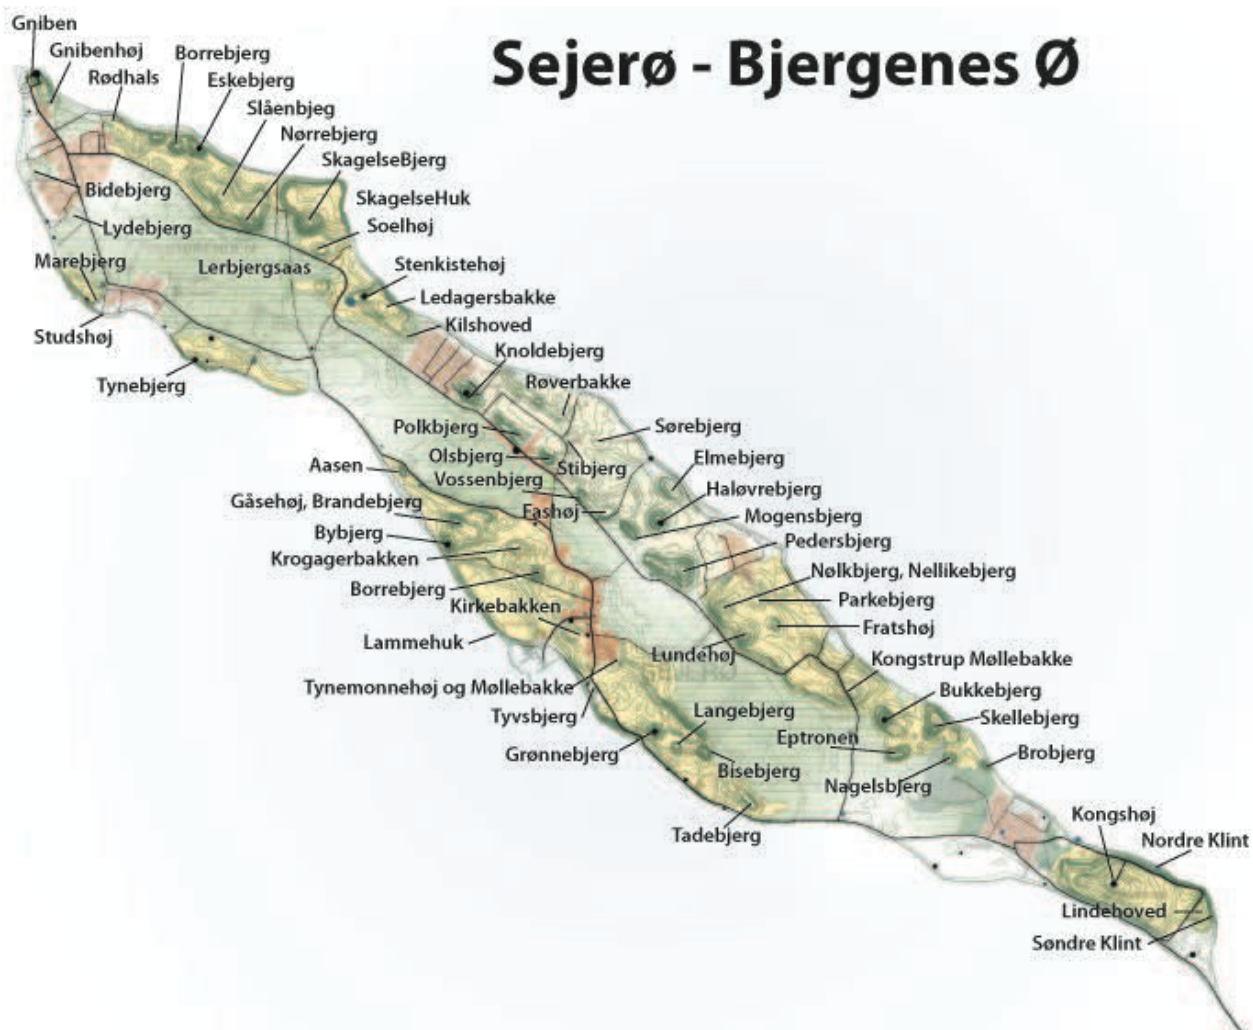 Sejerø - Bjergenes Ø
Gniben
Gnibenhøj
Rødhals
Borrebjerg
Eskebjerg
Slåenbjeg
Nørrebjerg
SkagelseBjerg
SkagelseHuk
Soelhøj
Bidebjerg
Lydebjerg
Marebjerg
Lerbjergsaas
Stenkistehøj
Ledagersbakke
Kilshoved
Studshøj
Knoldebjerg
Tynebjerg
Røverbakke
Polkbjerg
Sørebjerg
Olsbjerg
Stibjerg
Elmebjerg
Aasen
Vossenbjerg
Haløvrebjerg
Gåsehøj, Brandebjerg
Fashøj
Mogensbjerg
Bybjerg
Pedersbjerg
Krogagerbakken
Nølkbjerg, Nellikebjerg
Borrebjerg
Parkebjerg
Kirkebakken
Fratshøj
Lammehuk
Lundehøj
Kongstrup Møllebakke
Tynemonnehøj og Møllebakke
Bukkebjerg
Tyvsbjerg
Langebjerg
Skellebjerg
Eptronen
Grønnebjerg
Brobjerg
Bisebjerg
Nagelsbjerg
Tadebjerg
Kongshøj
Nordre Klint
Lindehoved
Søndre Klint